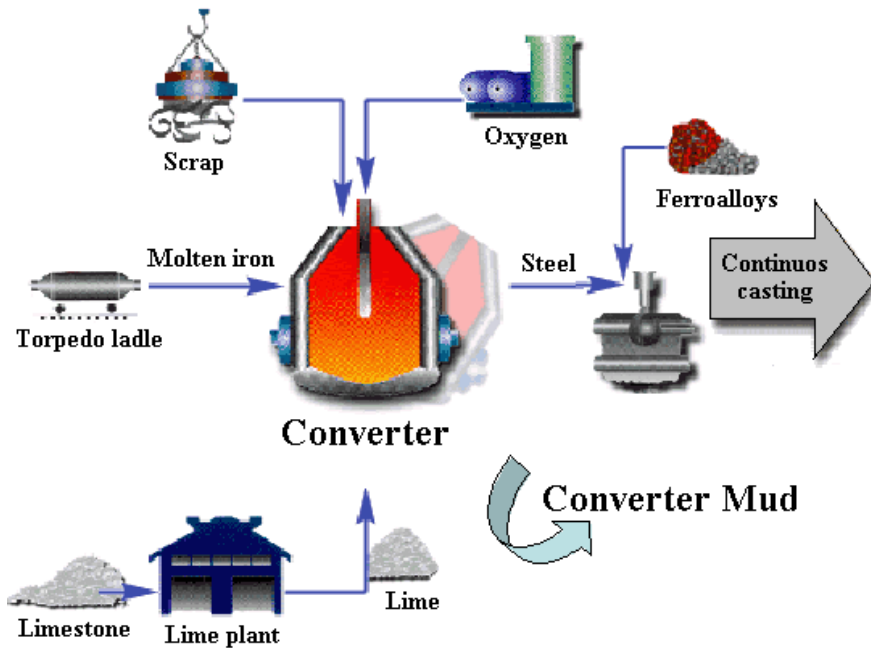 Scrap
Oxygen
Ferroalloys
Molten iron
Steel
Continuos
casting
Torpedo ladle
Converter
Converter Mud
Limestone
Lime plant
Lime